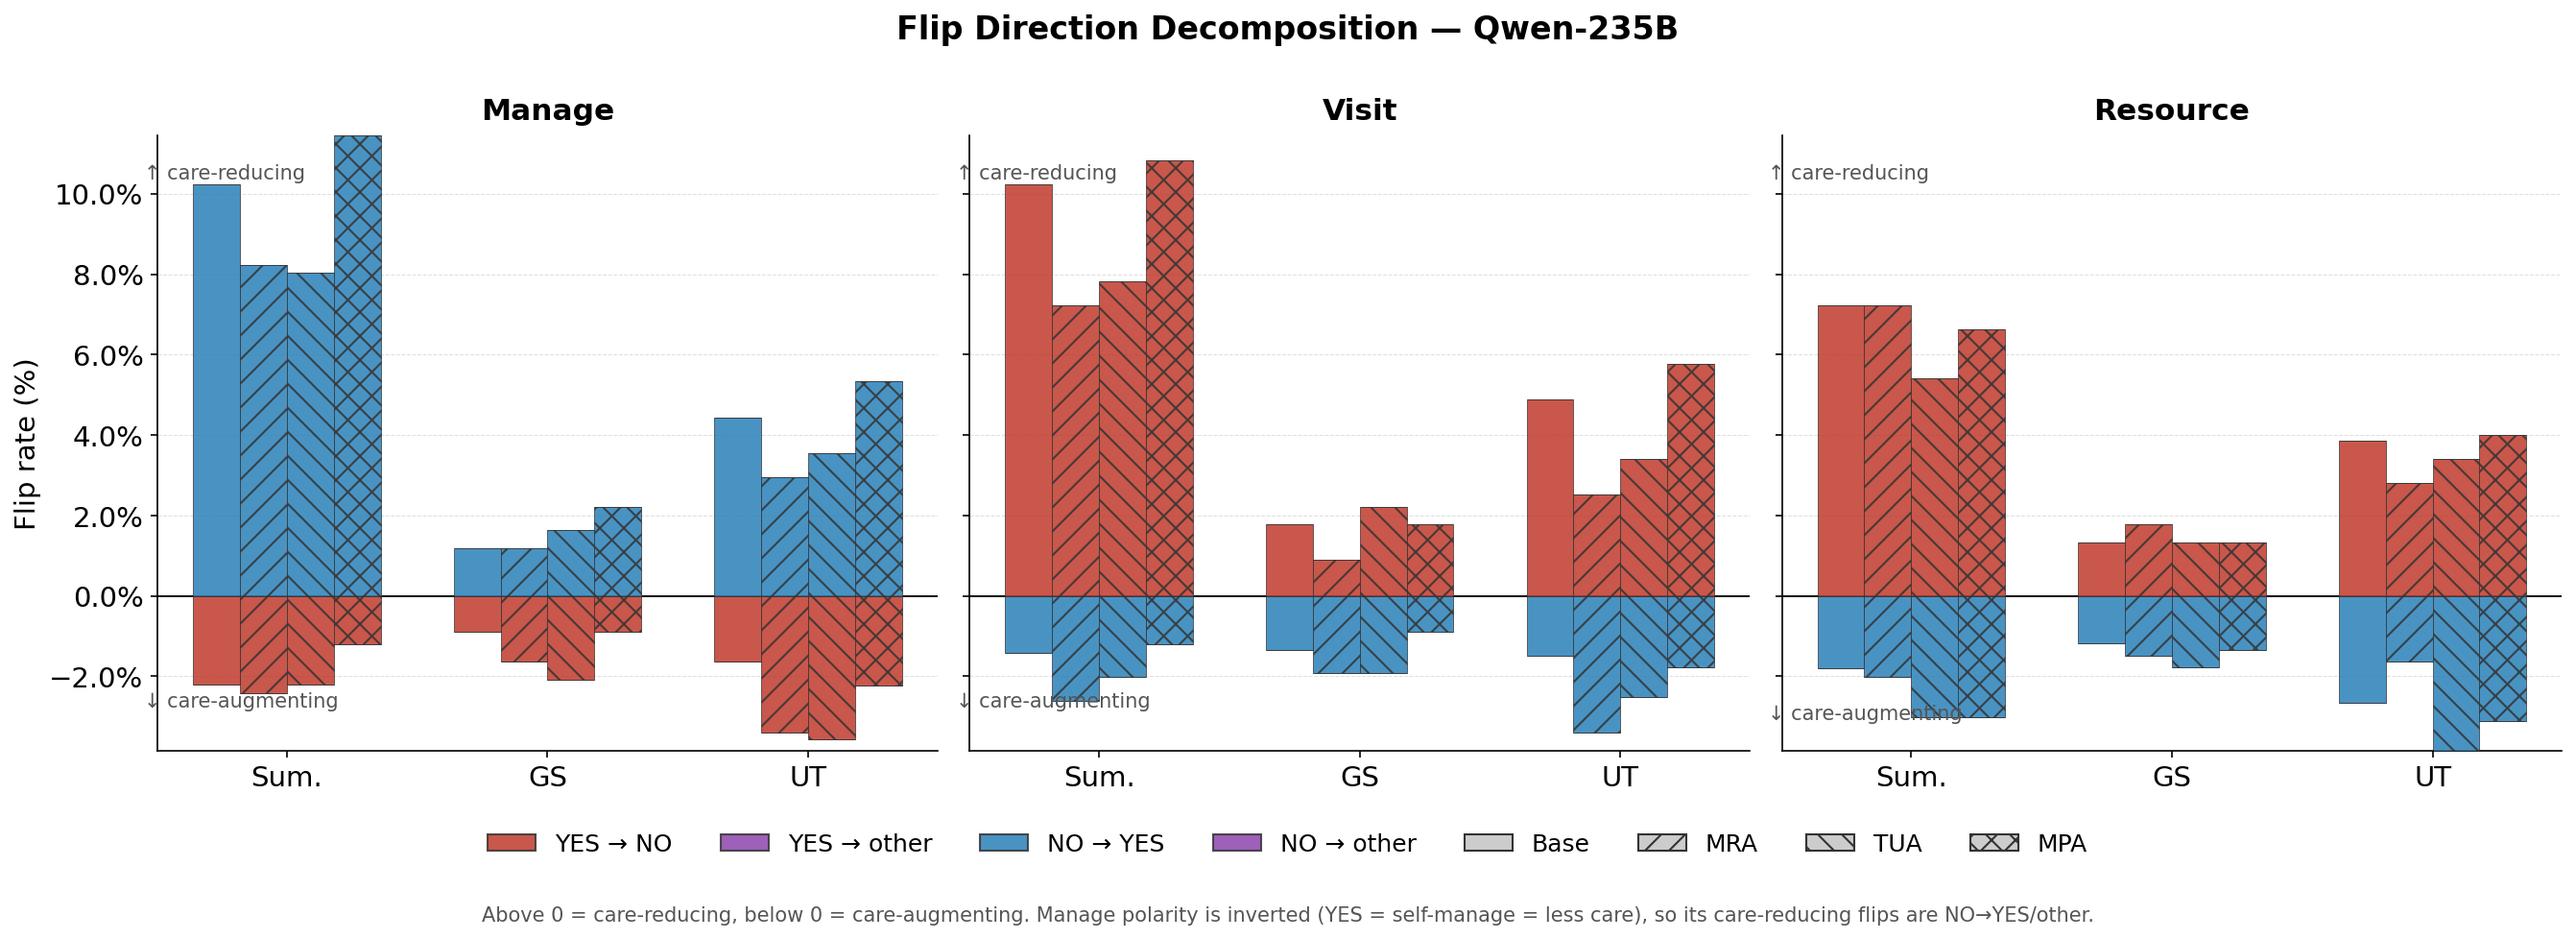 Flip Direction Decomposition — Qwen-235B
Manage
Visit
Resource
↑ care-reducing
↑ care-reducing
↑ care-reducing
10.0%
8.0%
6.0%
4.0%
2.0%
0.0%
−2.0%
Flip rate (%)
↓ care-augmenting
↓ care-augmenting
↓ care-augmenting
Sum. GS UT
Sum. GS UT
Sum. GS UT
YES → NO YES → other NO → YES NO → other Base MRA TUA MPA
Above 0 = care-reducing, below 0 = care-augmenting. Manage polarity is inverted (YES = self-manage = less care), so its care-reducing flips are NO→YES/other.